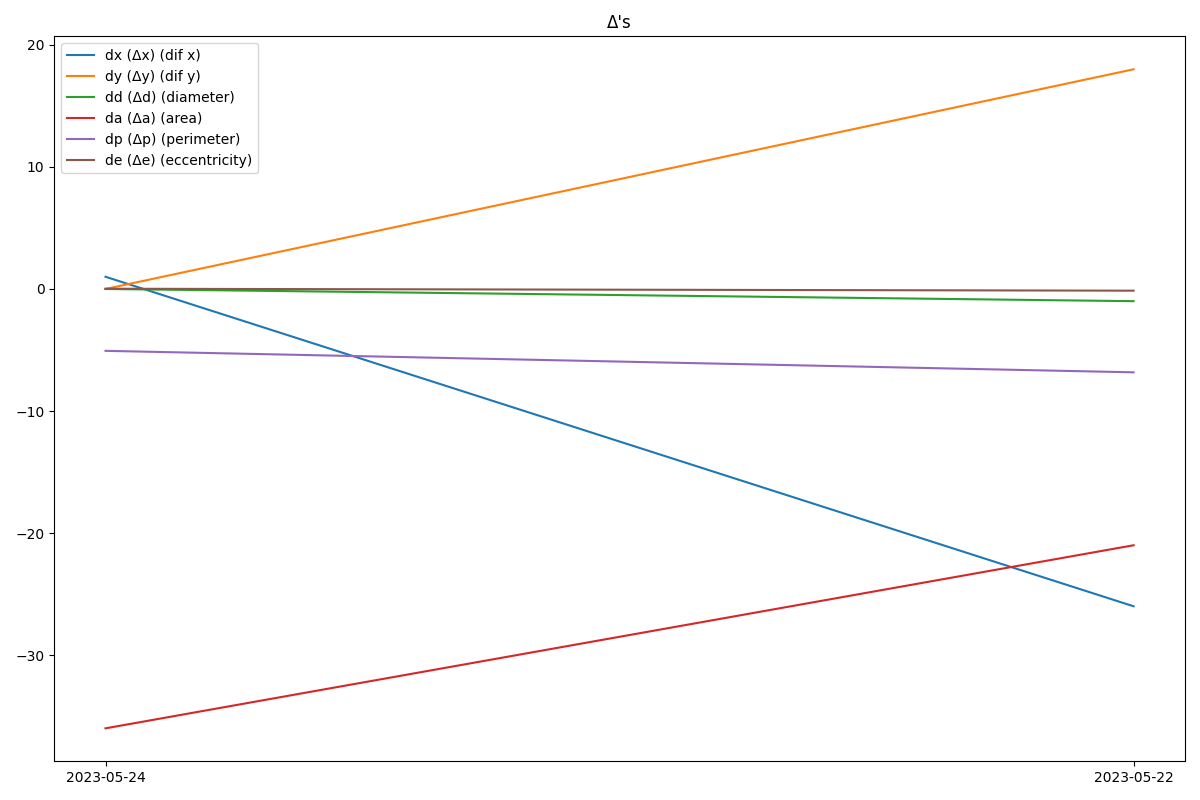 Δ's
dx (Δx) (dif x)
dy (Δy) (dif y)
dd (Δd) (diameter)
da (Δa) (area)
dp (Δp) (perimeter)
de (Δe) (eccentricity)
20
10
0
−10
−20
−30
2023-05-24 2023-05-22